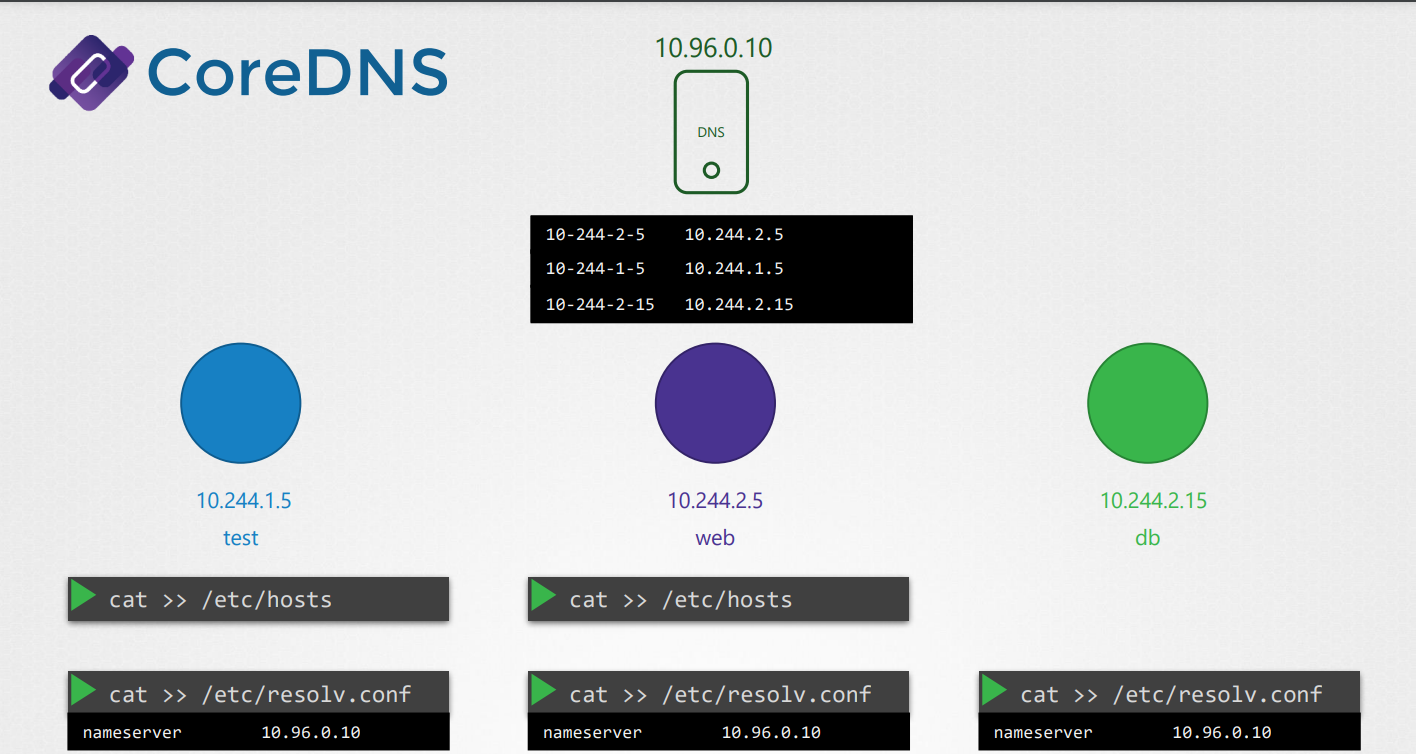 CoreDNS
10.96.0.10
DNS
10-244-2-5 10.244.2.5
10-244-1-5 10.244.1.5
10-244-2-15 10.244.2.15
10.244.1.5
test
10.244.2.5
web
10.244.2.15
db
cat >> /etc/hosts
cat >> /etc/hosts
cat >> /etc/resolv.conf
nameserver 10.96.0.10
cat >> /etc/resolv.conf
nameserver 10.96.0.10
cat >> /etc/resolv.conf
nameserver 10.96.0.10